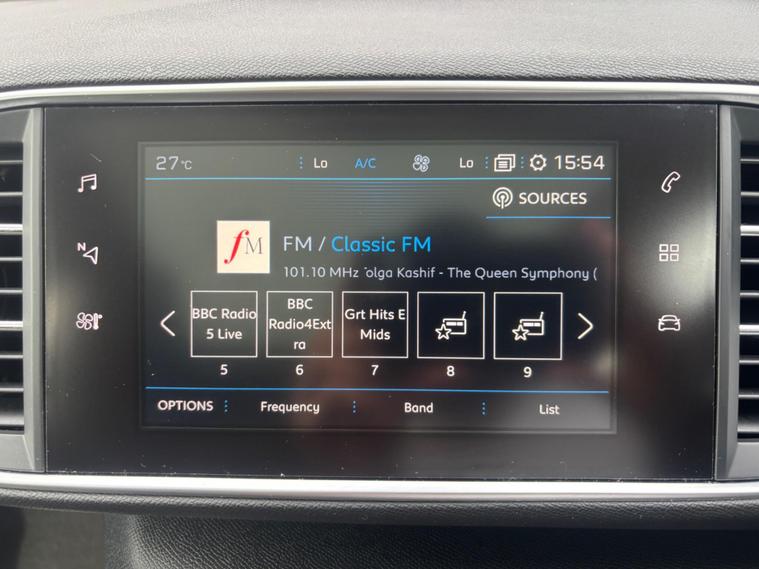 27°C Lo A/C Lo 15:54
SOURCES
fM FM / Classic FM
101.10 MHz olga Kashif - The Queen Symphony (
N
BBC Radio
5 Live
BBC
Radio4Ext
ra
Grt Hits E
Mids
5 6 7 8 9
OPTIONS Frequency Band List